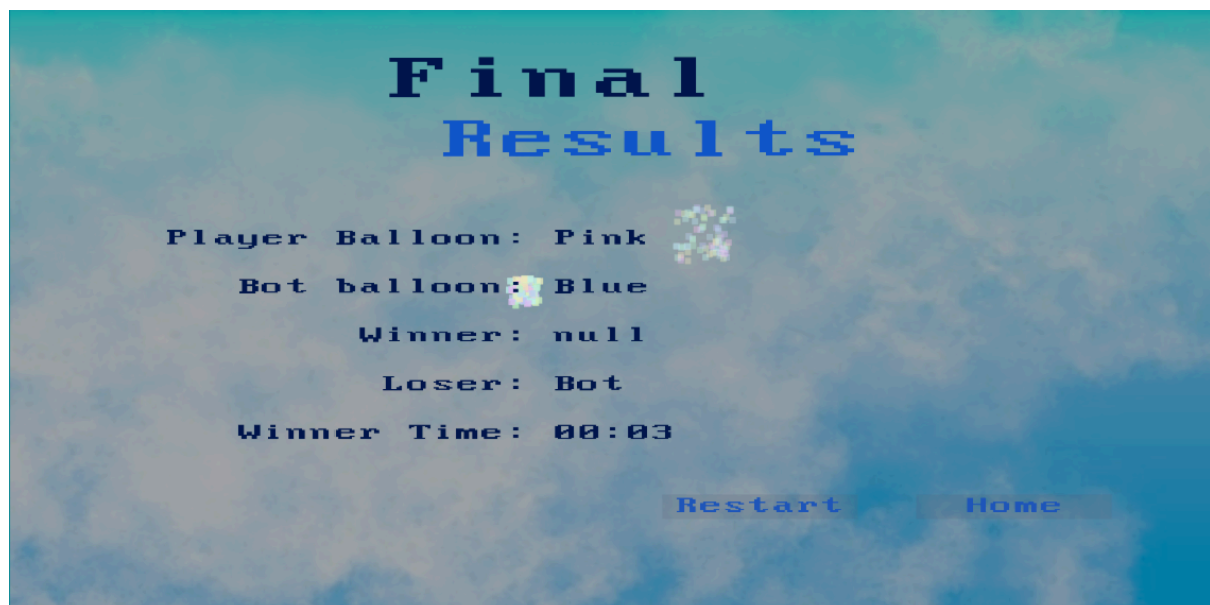 Final
Results
Player Balloon: Pink
Bot balloon: Blue
Winner: null
Loser: Bot
Winner Time: 00:03
Restart Home